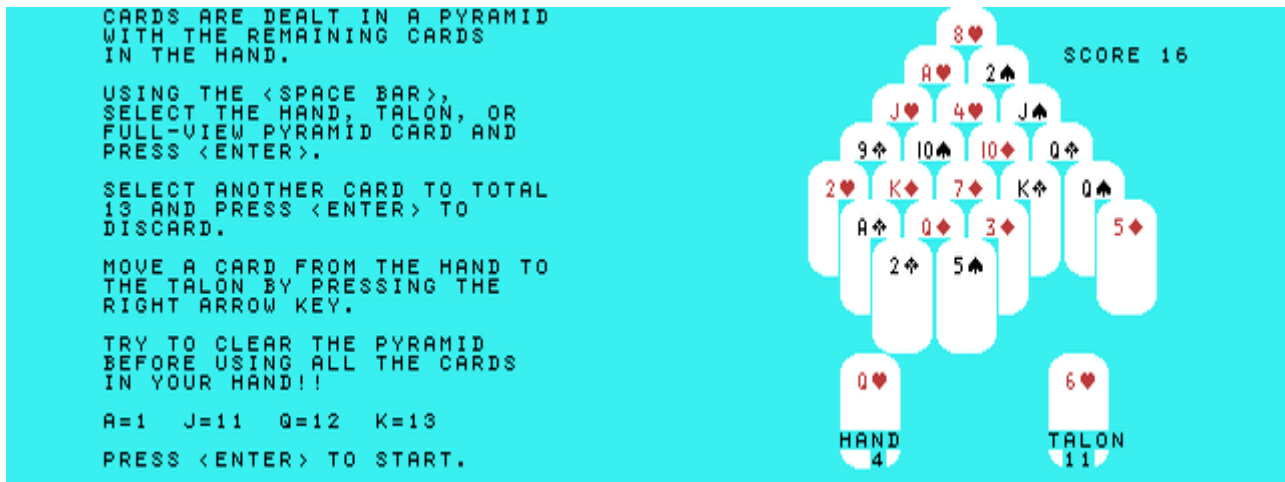 CARDS ARE DEALT IN A PYRAMID
WITH THE REMAINING CARDS
IN THE HAND.
USING THE <SPACE BAR>,
SELECT THE HAND, TALON, OR
FULL-VIEW PYRAMID CARD AND
PRESS <ENTER>.
SELECT ANOTHER CARD TO TOTAL
13 AND PRESS <ENTER> TO
DISCARD.
MOVE A CARD FROM THE HAND TO
THE TALON BY PRESSING THE
RIGHT ARROW KEY.
TRY TO CLEAR THE PYRAMID
BEFORE USING ALL THE CARDS
IN YOUR HAND!!
A=1 J=11 Q=12 K=13
PRESS <ENTER> TO START.
8♥
SCORE 16
A♥ 2♠
J♥ 4♥ J♠
9♣ 10♠ 10♦ Q♣
2♥ K♦ 7♦ K♣ Q♠
A♣ Q♦ 3♦ 5♦
2♣ 5♠
Q♥ 6♥
HAND TALON
4 11